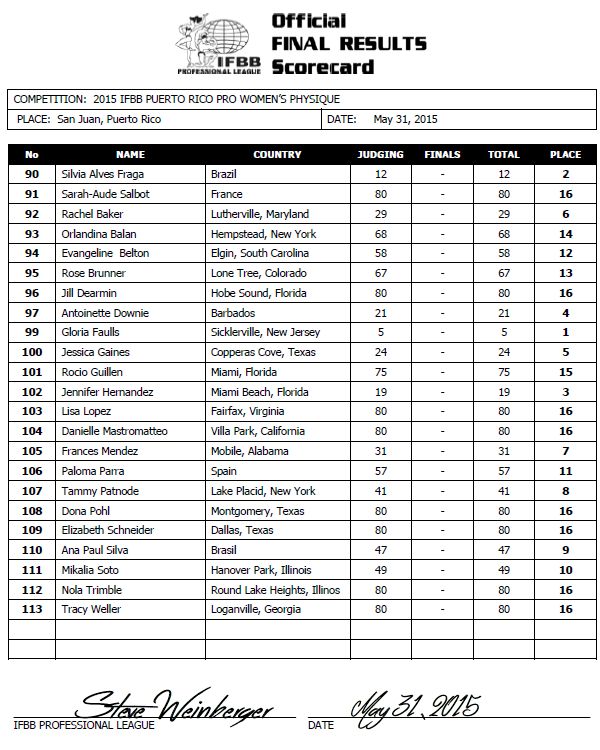 Official
FINAL RESULTS
Scorecard
IFBB
PROFESSIONAL LEAGUE
COMPETITION: 2015 IFBB PUERTO RICO PRO WOMEN'S PHYSIQUE
PLACE: San Juan, Puerto Rico DATE: May 31, 2015
No NAME COUNTRY JUDGING FINALS TOTAL PLACE
90 Silvia Alves Fraga Brazil 12 - 12 2
91 Sarah-Aude Salbot France 80 - 80 16
92 Rachel Baker Lutherville, Maryland 29 - 29 6
93 Orlandina Balan Hempstead, New York 68 - 68 14
94 Evangeline Belton Elgin, South Carolina 58 - 58 12
95 Rose Brunner Lone Tree, Colorado 67 - 67 13
96 Jill Dearmin Hobe Sound, Florida 80 - 80 16
97 Antoinette Downie Barbados 21 - 21 4
99 Gloria Faulls Sicklerville, New Jersey 5 - 5 1
100 Jessica Gaines Copperas Cove, Texas 24 - 24 5
101 Rocio Guillen Miami, Florida 75 - 75 15
102 Jennifer Hernandez Miami Beach, Florida 19 - 19 3
103 Lisa Lopez Fairfax, Virginia 80 - 80 16
104 Danielle Mastromatteo Villa Park, California 80 - 80 16
105 Frances Mendez Mobile, Alabama 31 - 31 7
106 Paloma Parra Spain 57 - 57 11
107 Tammy Patnode Lake Placid, New York 41 - 41 8
108 Dona Pohl Montgomery, Texas 80 - 80 16
109 Elizabeth Schneider Dallas, Texas 80 - 80 16
110 Ana Paul Silva Brasil 47 - 47 9
111 Mikalia Soto Hanover Park, Illinois 49 - 49 10
112 Nola Trimble Round Lake Heights, Illinos 80 - 80 16
113 Tracy Weller Loganville, Georgia 80 - 80 16
Steve Weinberger May 31, 2015
IFBB PROFESSIONAL LEAGUE DATE